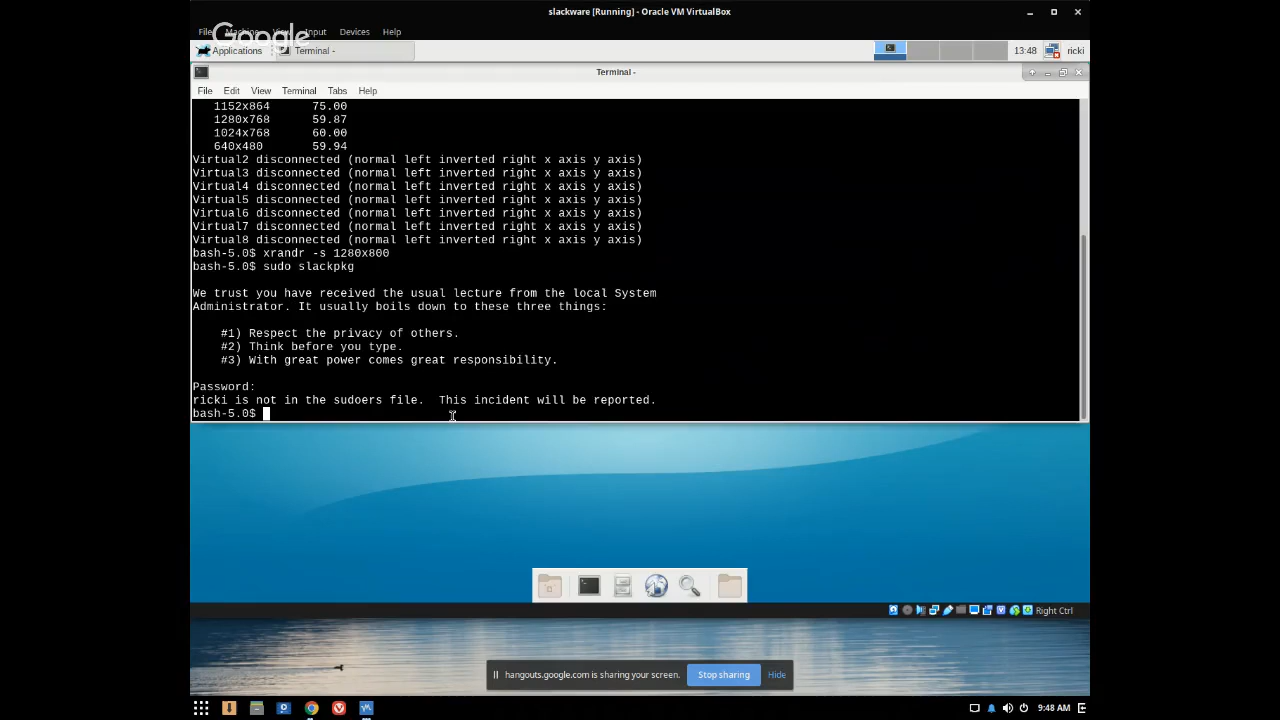 slackware [Running] - Oracle VM VirtualBox
File Machine View Input Devices Help
Google
Applications Terminal - 13:48 ricki
Terminal -
File Edit View Terminal Tabs Help
1152x864 75.00
1280x768 59.87
1024x768 60.00
640x480 59.94
Virtual2 disconnected (normal left inverted right x axis y axis)
Virtual3 disconnected (normal left inverted right x axis y axis)
Virtual4 disconnected (normal left inverted right x axis y axis)
Virtual5 disconnected (normal left inverted right x axis y axis)
Virtual6 disconnected (normal left inverted right x axis y axis)
Virtual7 disconnected (normal left inverted right x axis y axis)
Virtual8 disconnected (normal left inverted right x axis y axis)
bash-5.0$ xrandr -s 1280x800
bash-5.0$ sudo slackpkg
We trust you have received the usual lecture from the local System
Administrator. It usually boils down to these three things:
#1) Respect the privacy of others.
#2) Think before you type.
#3) With great power comes great responsibility.
Password:
ricki is not in the sudoers file.  This incident will be reported.
bash-5.0$
Right Ctrl
hangouts.google.com is sharing your screen. Stop sharing Hide
9:48 AM